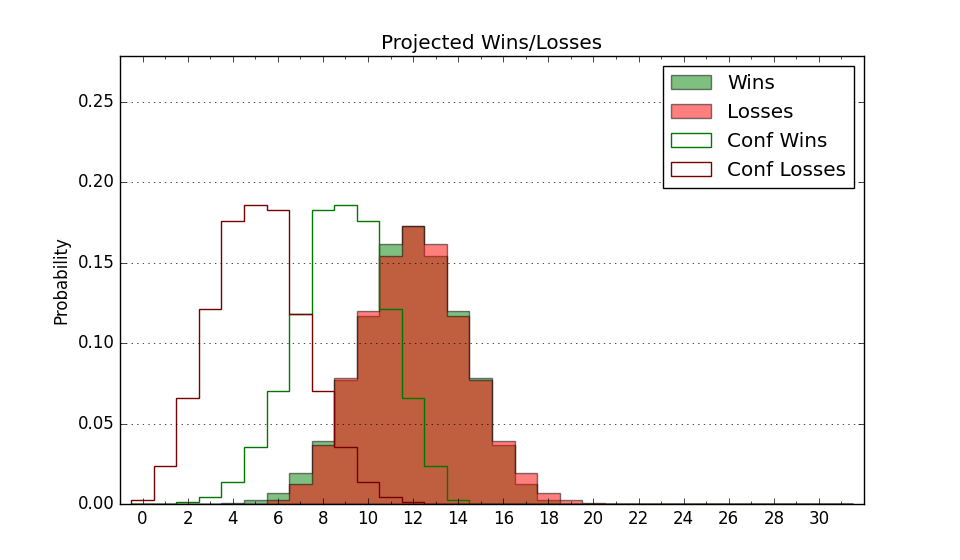 Projected Wins/Losses
Wins
Losses
Conf Wins
Conf Losses
Probability
0.25
0.20
0.15
0.10
0.05
0.00
0 2 4 6 8 10 12 14 16 18 20 22 24 26 28 30